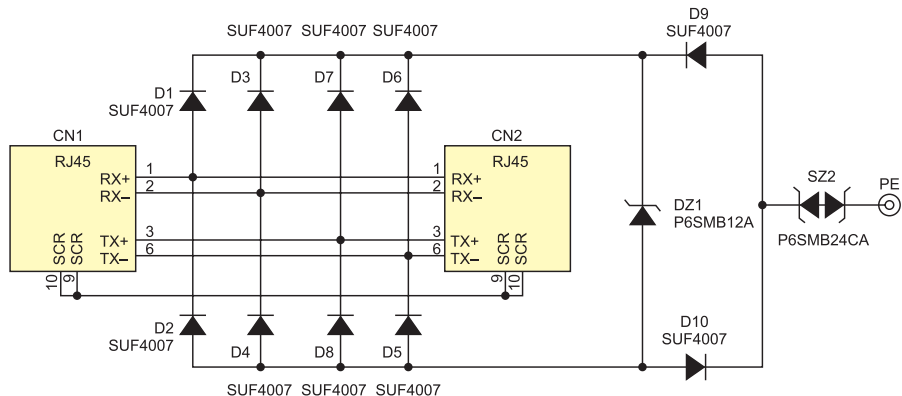 D9
SUF4007 SUF4007 SUF4007 SUF4007
D1 D3 D7 D6
SUF4007
CN1 CN2
RJ45 RJ45
RX+ 1 1 RX+
RX– 2 2 RX–
SZ2 PE
DZ1
P6SMB12A
P6SMB24CA
TX+ 3 3 TX+
TX– 6 6 TX–
SCR SCR SCR SCR
10 9 9 10
D2 D10
SUF4007 SUF4007
D4 D8 D5
SUF4007 SUF4007 SUF4007